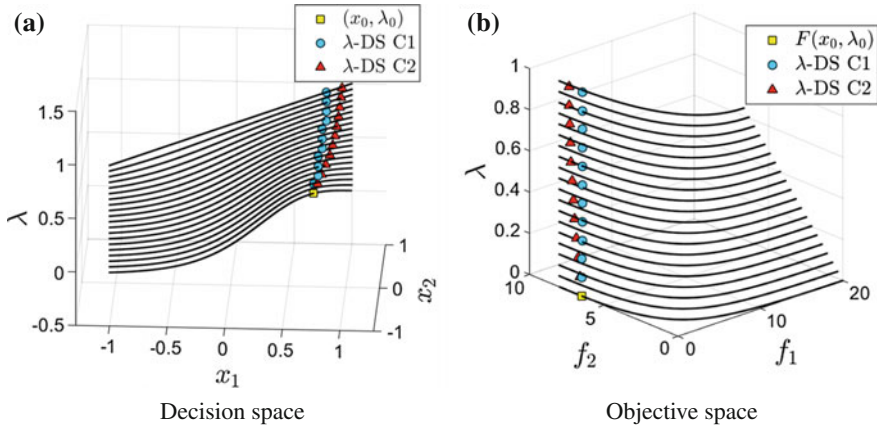 (a)
(x₀, λ₀)
λ-DS C1
λ-DS C2
1.5
1
0.5
0
-0.5
λ
-1
-0.5
0
0.5
1
x₁
1
0
-1
x₂
Decision space
(b)
F(x₀, λ₀)
λ-DS C1
λ-DS C2
1
0.8
0.6
0.4
0.2
0
λ
10
5
0
f₂
0
10
20
f₁
Objective space